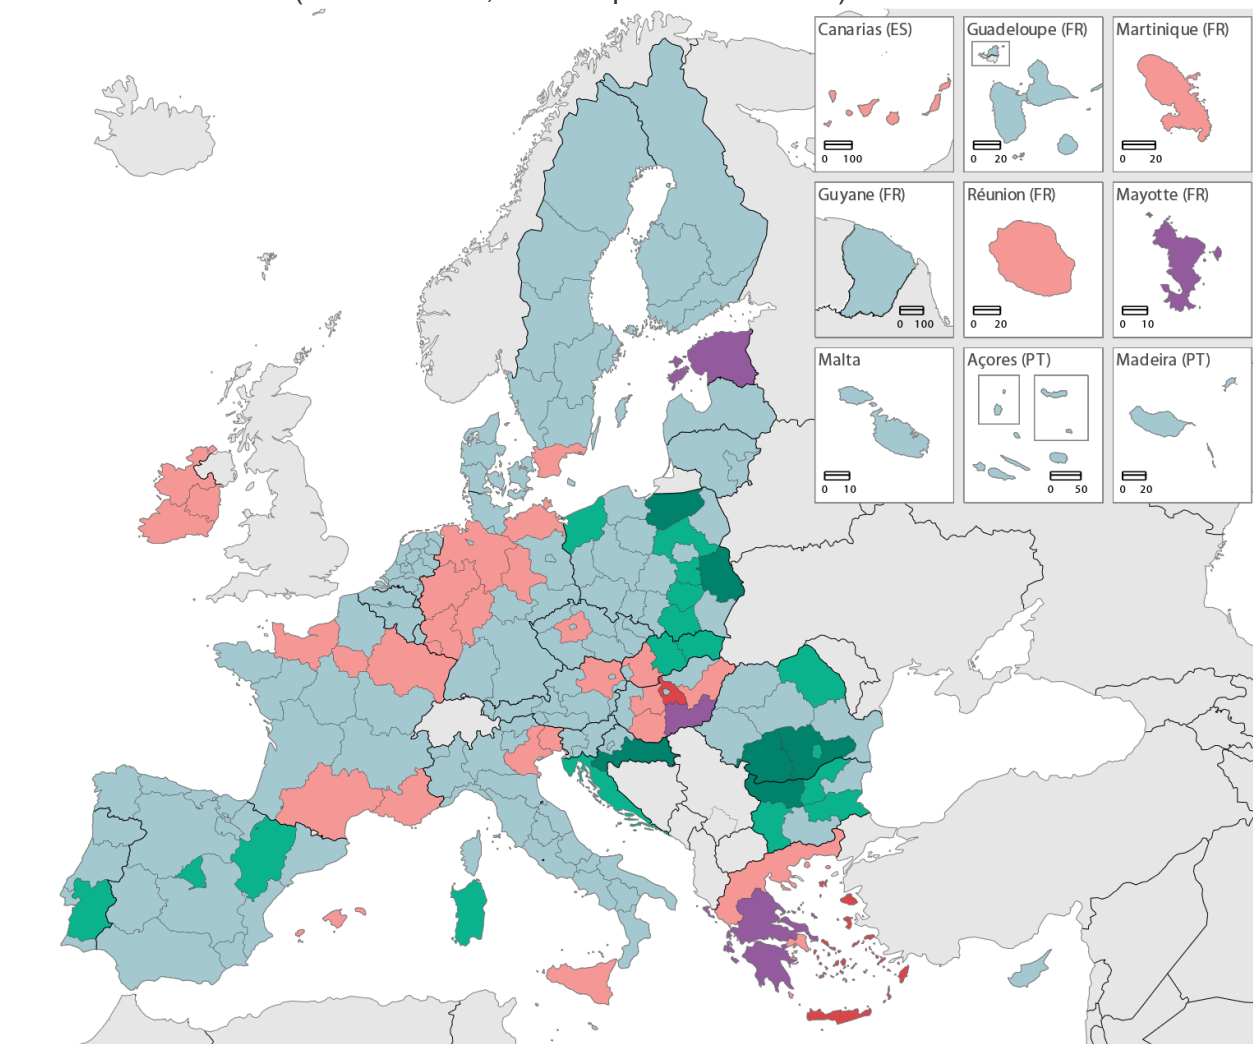 Canarias (ES)
0 100
Guadeloupe (FR)
0 20
Martinique (FR)
0 20
Guyane (FR)
0 100
Réunion (FR)
0 20
Mayotte (FR)
0 10
Malta
0 10
Açores (PT)
0 50
Madeira (PT)
0 20